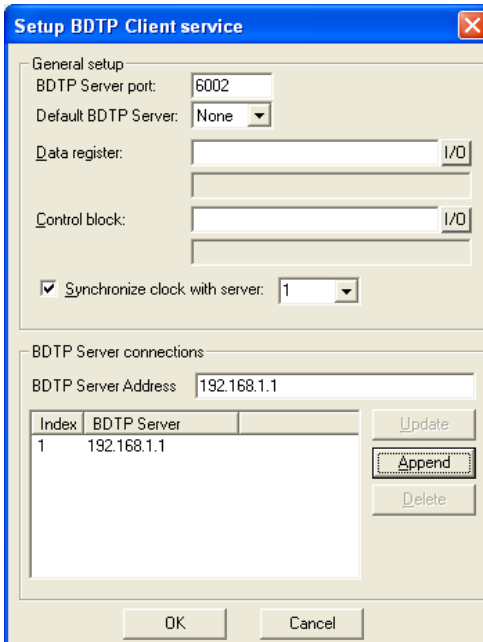 Setup BDTP Client service
General setup
BDTP Server port: 6002
Default BDTP Server: None
Data register: I/O
Control block: I/O
Synchronize clock with server: 1
BDTP Server connections
BDTP Server Address 192.168.1.1
Index BDTP Server
1 192.168.1.1
Update
Append
Delete
OK Cancel